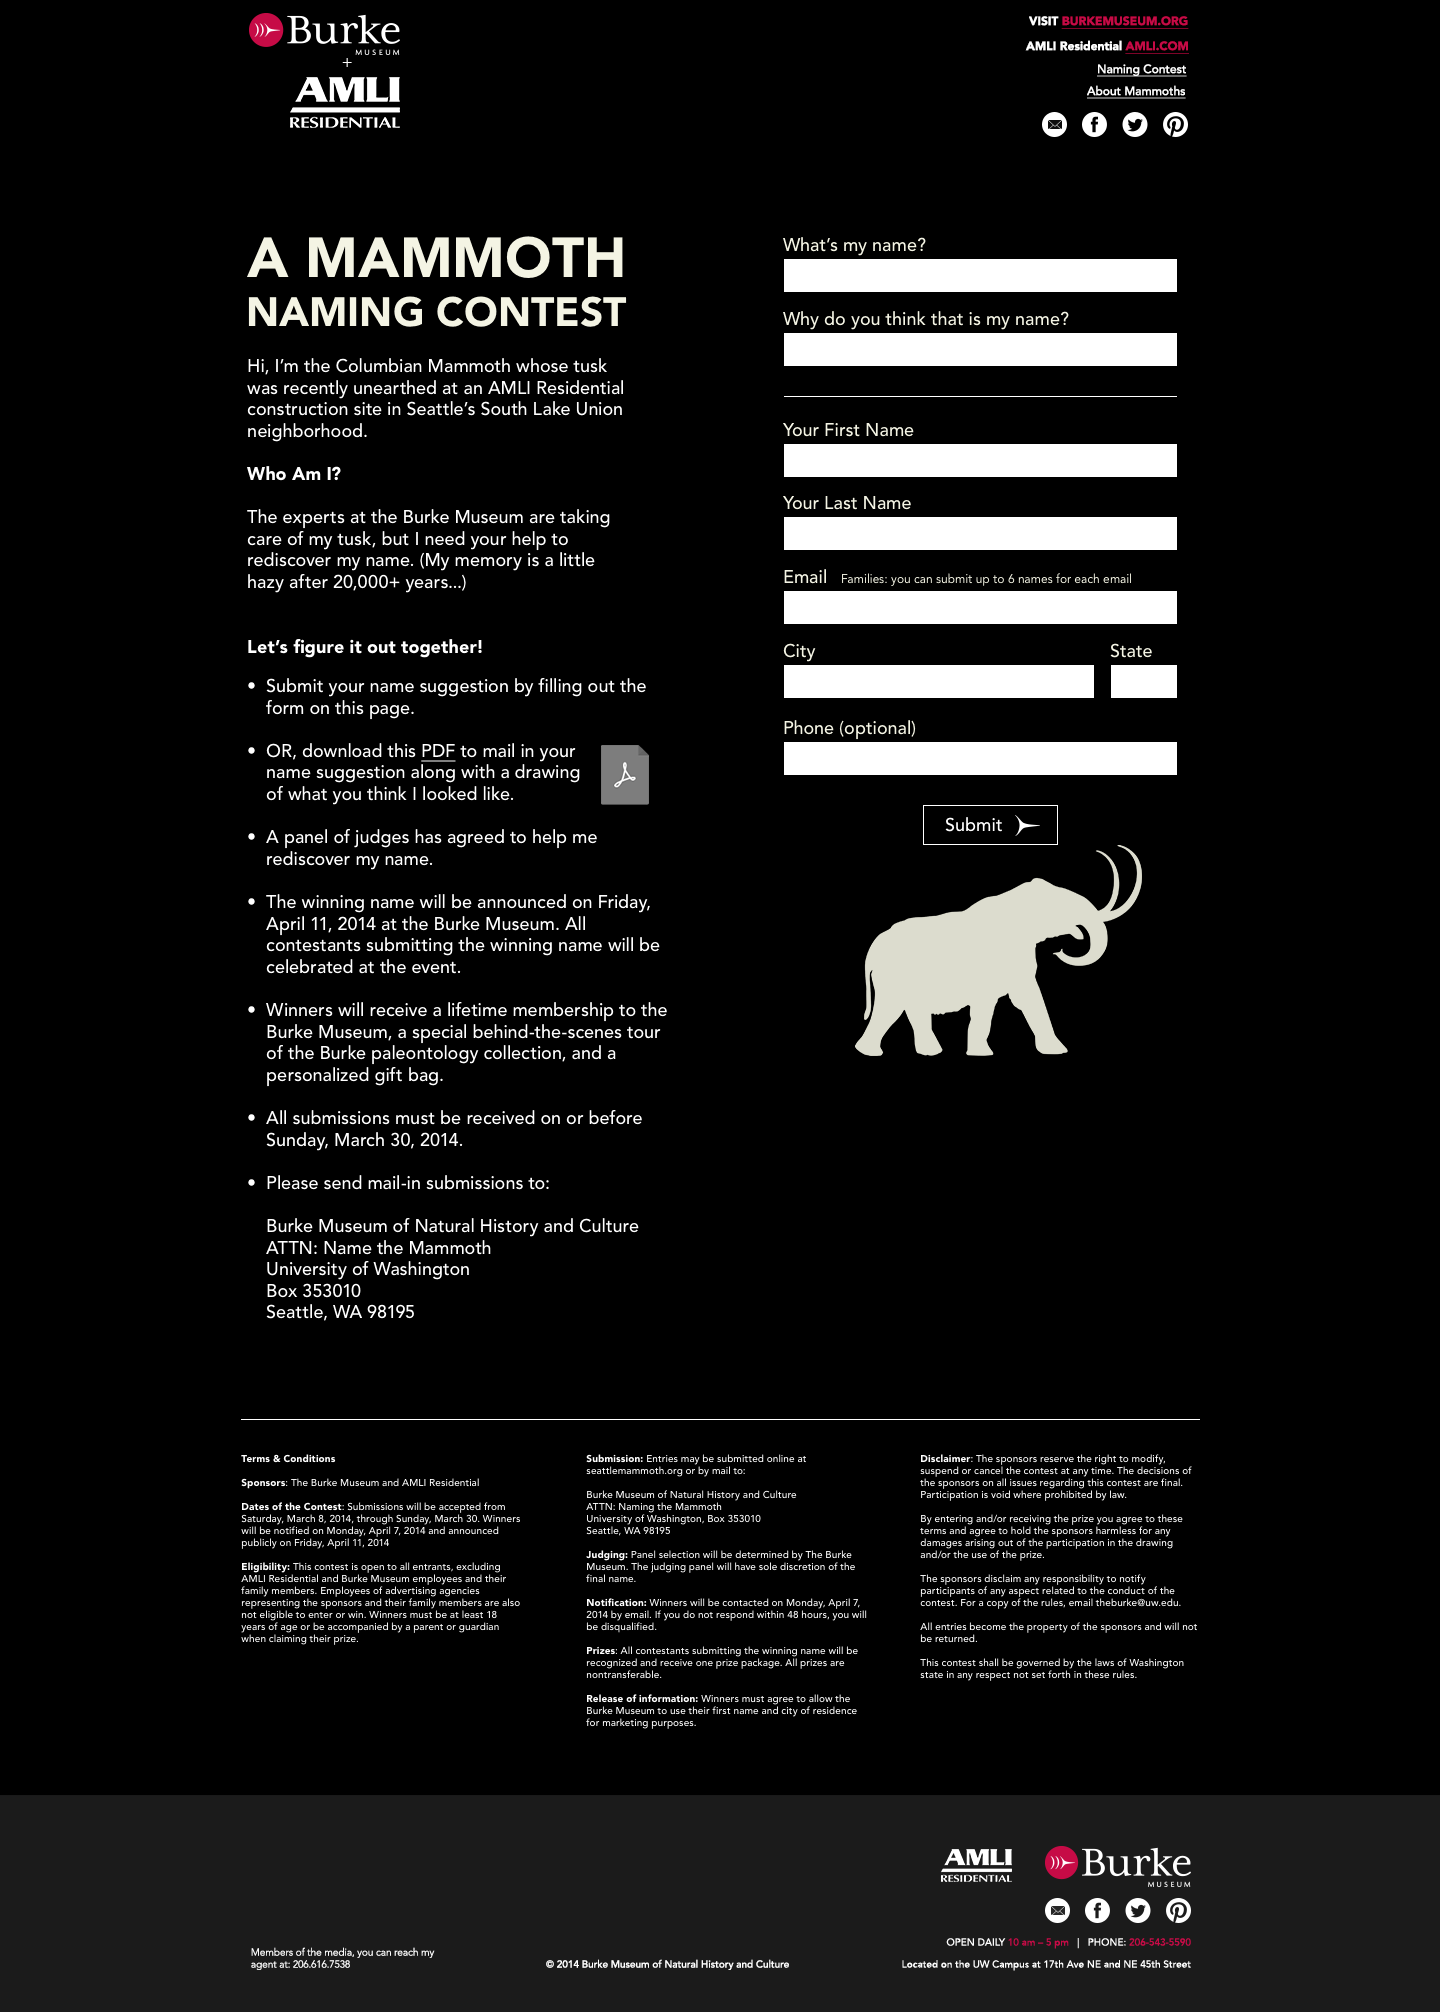 Burke
MUSEUM
+
AMLI
RESIDENTIAL
VISIT BURKEMUSEUM.ORG
AMLI Residential AMLI.COM
Naming Contest
About Mammoths
A MAMMOTH
NAMING CONTEST
Hi, I’m the Columbian Mammoth whose tusk
was recently unearthed at an AMLI Residential
construction site in Seattle’s South Lake Union
neighborhood.
Who Am I?
The experts at the Burke Museum are taking
care of my tusk, but I need your help to
rediscover my name. (My memory is a little
hazy after 20,000+ years...)
Let’s figure it out together!
• Submit your name suggestion by filling out the
form on this page.
• OR, download this PDF to mail in your
name suggestion along with a drawing
of what you think I looked like.
• A panel of judges has agreed to help me
rediscover my name.
• The winning name will be announced on Friday,
April 11, 2014 at the Burke Museum. All
contestants submitting the winning name will be
celebrated at the event.
• Winners will receive a lifetime membership to the
Burke Museum, a special behind-the-scenes tour
of the Burke paleontology collection, and a
personalized gift bag.
• All submissions must be received on or before
Sunday, March 30, 2014.
• Please send mail-in submissions to:
Burke Museum of Natural History and Culture
ATTN: Name the Mammoth
University of Washington
Box 353010
Seattle, WA 98195
What’s my name?
Why do you think that is my name?
Your First Name
Your Last Name
Email Families: you can submit up to 6 names for each email
City State
Phone (optional)
Submit
Terms & Conditions
Sponsors: The Burke Museum and AMLI Residential
Dates of the Contest: Submissions will be accepted from
Saturday, March 8, 2014, through Sunday, March 30. Winners
will be notified on Monday, April 7, 2014 and announced
publicly on Friday, April 11, 2014
Eligibility: This contest is open to all entrants, excluding
AMLI Residential and Burke Museum employees and their
family members. Employees of advertising agencies
representing the sponsors and their family members are also
not eligible to enter or win. Winners must be at least 18
years of age or be accompanied by a parent or guardian
when claiming their prize.
Submission: Entries may be submitted online at
seattlemammoth.org or by mail to:
Burke Museum of Natural History and Culture
ATTN: Naming the Mammoth
University of Washington, Box 353010
Seattle, WA 98195
Judging: Panel selection will be determined by The Burke
Museum. The judging panel will have sole discretion of the
final name.
Notification: Winners will be contacted on Monday, April 7,
2014 by email. If you do not respond within 48 hours, you will
be disqualified.
Prizes: All contestants submitting the winning name will be
recognized and receive one prize package. All prizes are
nontransferable.
Release of information: Winners must agree to allow the
Burke Museum to use their first name and city of residence
for marketing purposes.
Disclaimer: The sponsors reserve the right to modify,
suspend or cancel the contest at any time. The decisions of
the sponsors on all issues regarding this contest are final.
Participation is void where prohibited by law.
By entering and/or receiving the prize you agree to these
terms and agree to hold the sponsors harmless for any
damages arising out of the participation in the drawing
and/or the use of the prize.
The sponsors disclaim any responsibility to notify
participants of any aspect related to the conduct of the
contest. For a copy of the rules, email theburke@uw.edu.
All entries become the property of the sponsors and will not
be returned.
This contest shall be governed by the laws of Washington
state in any respect not set forth in these rules.
AMLI
RESIDENTIAL
Burke
MUSEUM
OPEN DAILY 10 am – 5 pm | PHONE: 206-543-5590
Members of the media, you can reach my
agent at: 206.616.7538
© 2014 Burke Museum of Natural History and Culture
Located on the UW Campus at 17th Ave NE and NE 45th Street